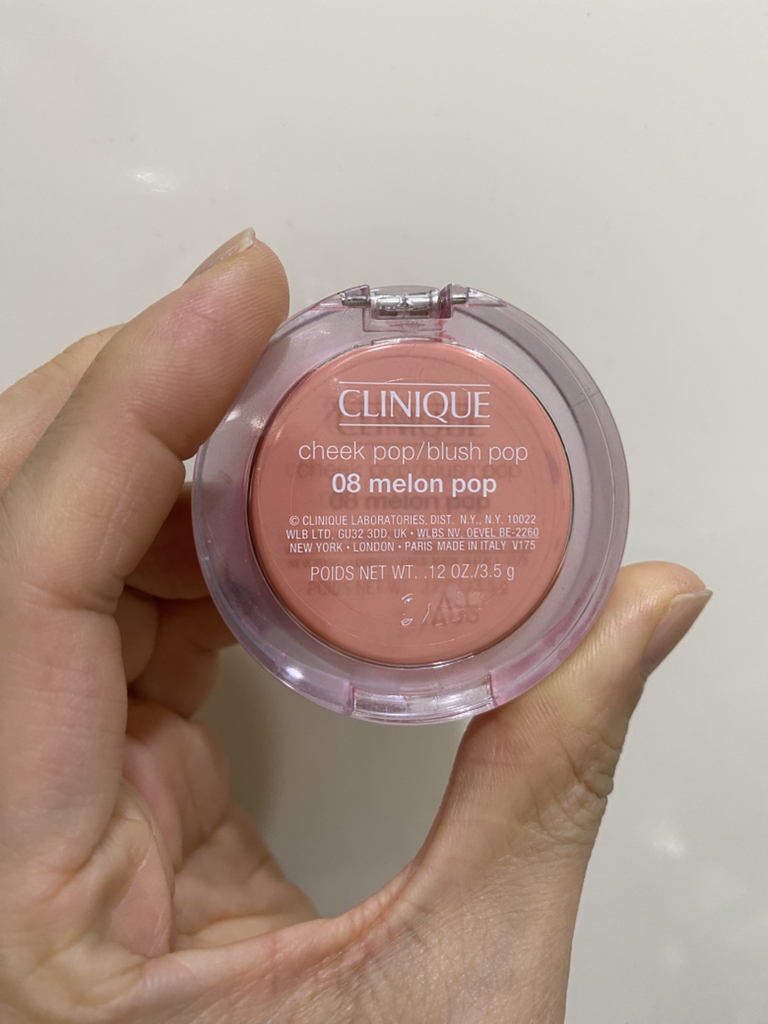 CLINIQUE
cheek pop/blush pop
08 melon pop
© CLINIQUE LABORATORIES, DIST. N.Y., N.Y. 10022
WLB LTD, GU32 3DD, UK • WLBS NV, OEVEL BE-2260
NEW YORK • LONDON • PARIS MADE IN ITALY V175
POIDS NET WT. .12 OZ./3.5 g